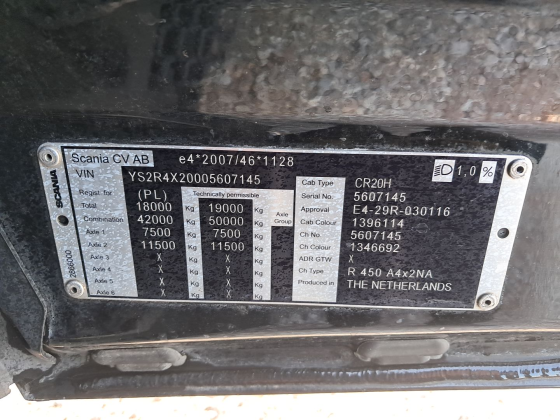 Scania CV AB e4*2007/46*1128
1,0 %
VIN YS2R4X20005607145
SCANIA
Regist for (PL) Technically permissible
Total 18000 Kg 19000 Kg
Combination 42000 Kg 50000 Kg Axle Group
Axle 1 7500 Kg 7500 Kg
Axle 2 11500 Kg 11500 Kg
Axle 3 X Kg X Kg
Axle 4 X Kg X Kg
Axle 5 X Kg X Kg
Axle 6 X Kg X Kg
Cab Type CR20H
Serial No. 5607145
Approval E4-29R-030116
Cab Colour 1396114
Ch No. 5607145
Ch Colour 1346692
ADR GTW X
Ch Type R 450 A4x2NA
Produced in THE NETHERLANDS